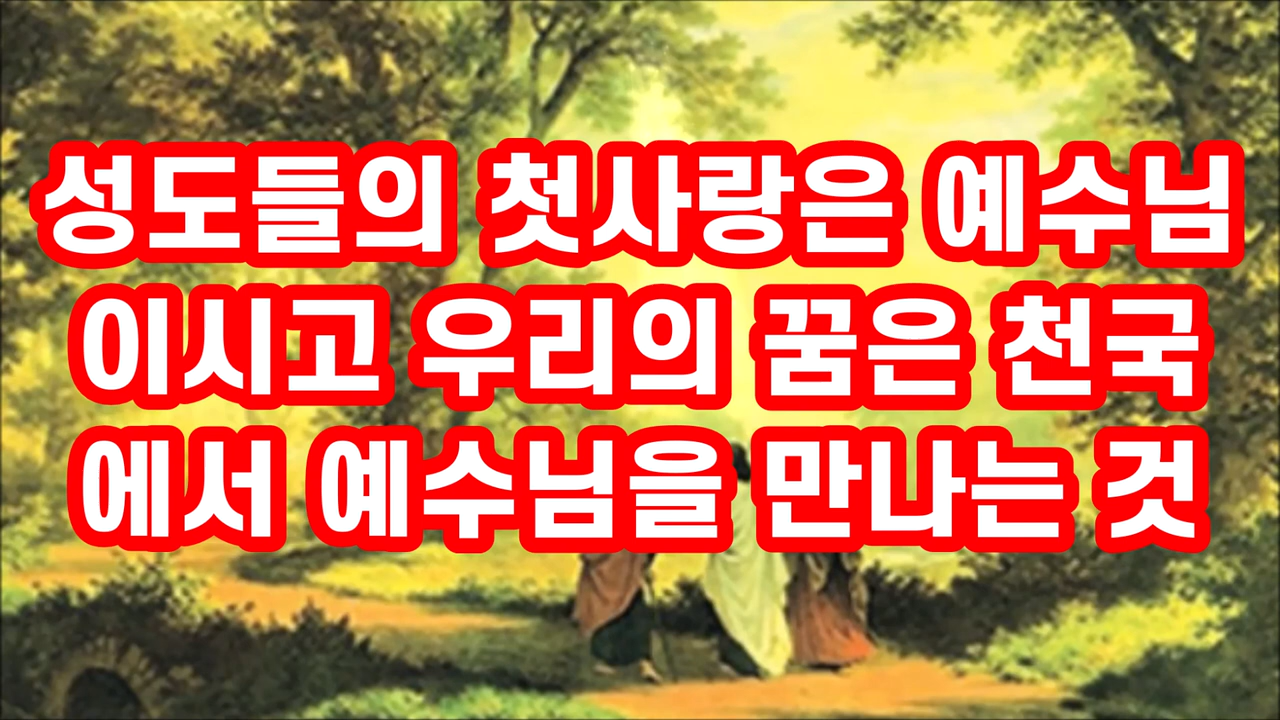 성도들의 첫사랑은 예수님
이시고 우리의 꿈은 천국
에서 예수님을 만나는 것